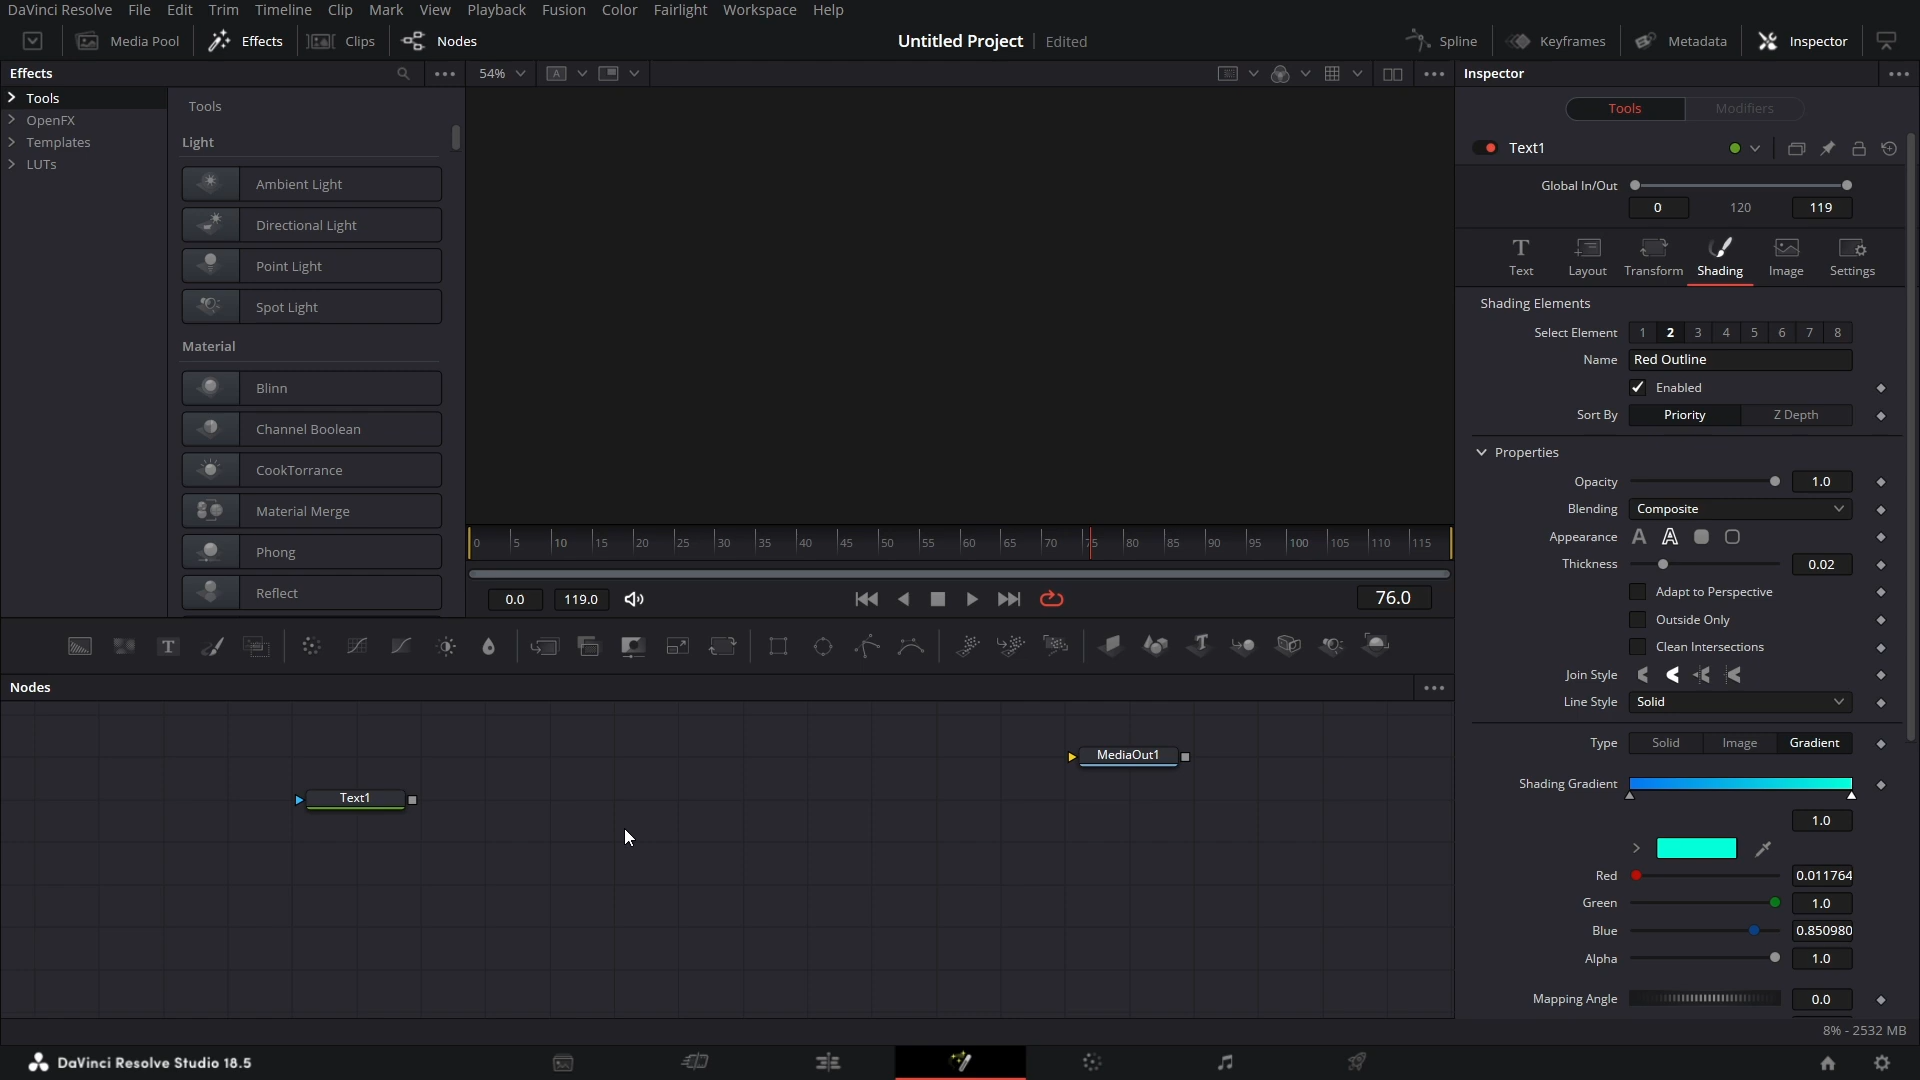 DaVinci Resolve File Edit Trim Timeline Clip Mark View Playback Fusion Color Fairlight Workspace Help
Media Pool Effects Clips Nodes Untitled Project Edited Spline Keyframes Metadata Inspector
Effects 54% A Inspector
Tools
OpenFX
Templates
LUTs
Tools
Light
Ambient Light
Directional Light
Point Light
Spot Light
Material
Blinn
Channel Boolean
CookTorrance
Material Merge
Phong
Reflect
0 5 10 15 20 25 30 35 40 45 50 55 60 65 70 75 80 85 90 95 100 105 110 115
0.0 119.0 76.0
T T
Nodes
Text1
MediaOut1
Tools Modifiers
Text1
Global In/Out
0 120 119
T
Text Layout Transform Shading Image Settings
Shading Elements
Select Element 1 2 3 4 5 6 7 8
Name Red Outline
Enabled
Sort By Priority Z Depth
Properties
Opacity 1.0
Blending Composite
Appearance A A
Thickness 0.02
Adapt to Perspective
Outside Only
Clean Intersections
Join Style
Line Style Solid
Type Solid Image Gradient
Shading Gradient
1.0
Red 0.011764
Green 1.0
Blue 0.850980
Alpha 1.0
Mapping Angle 0.0
8% - 2532 MB
DaVinci Resolve Studio 18.5